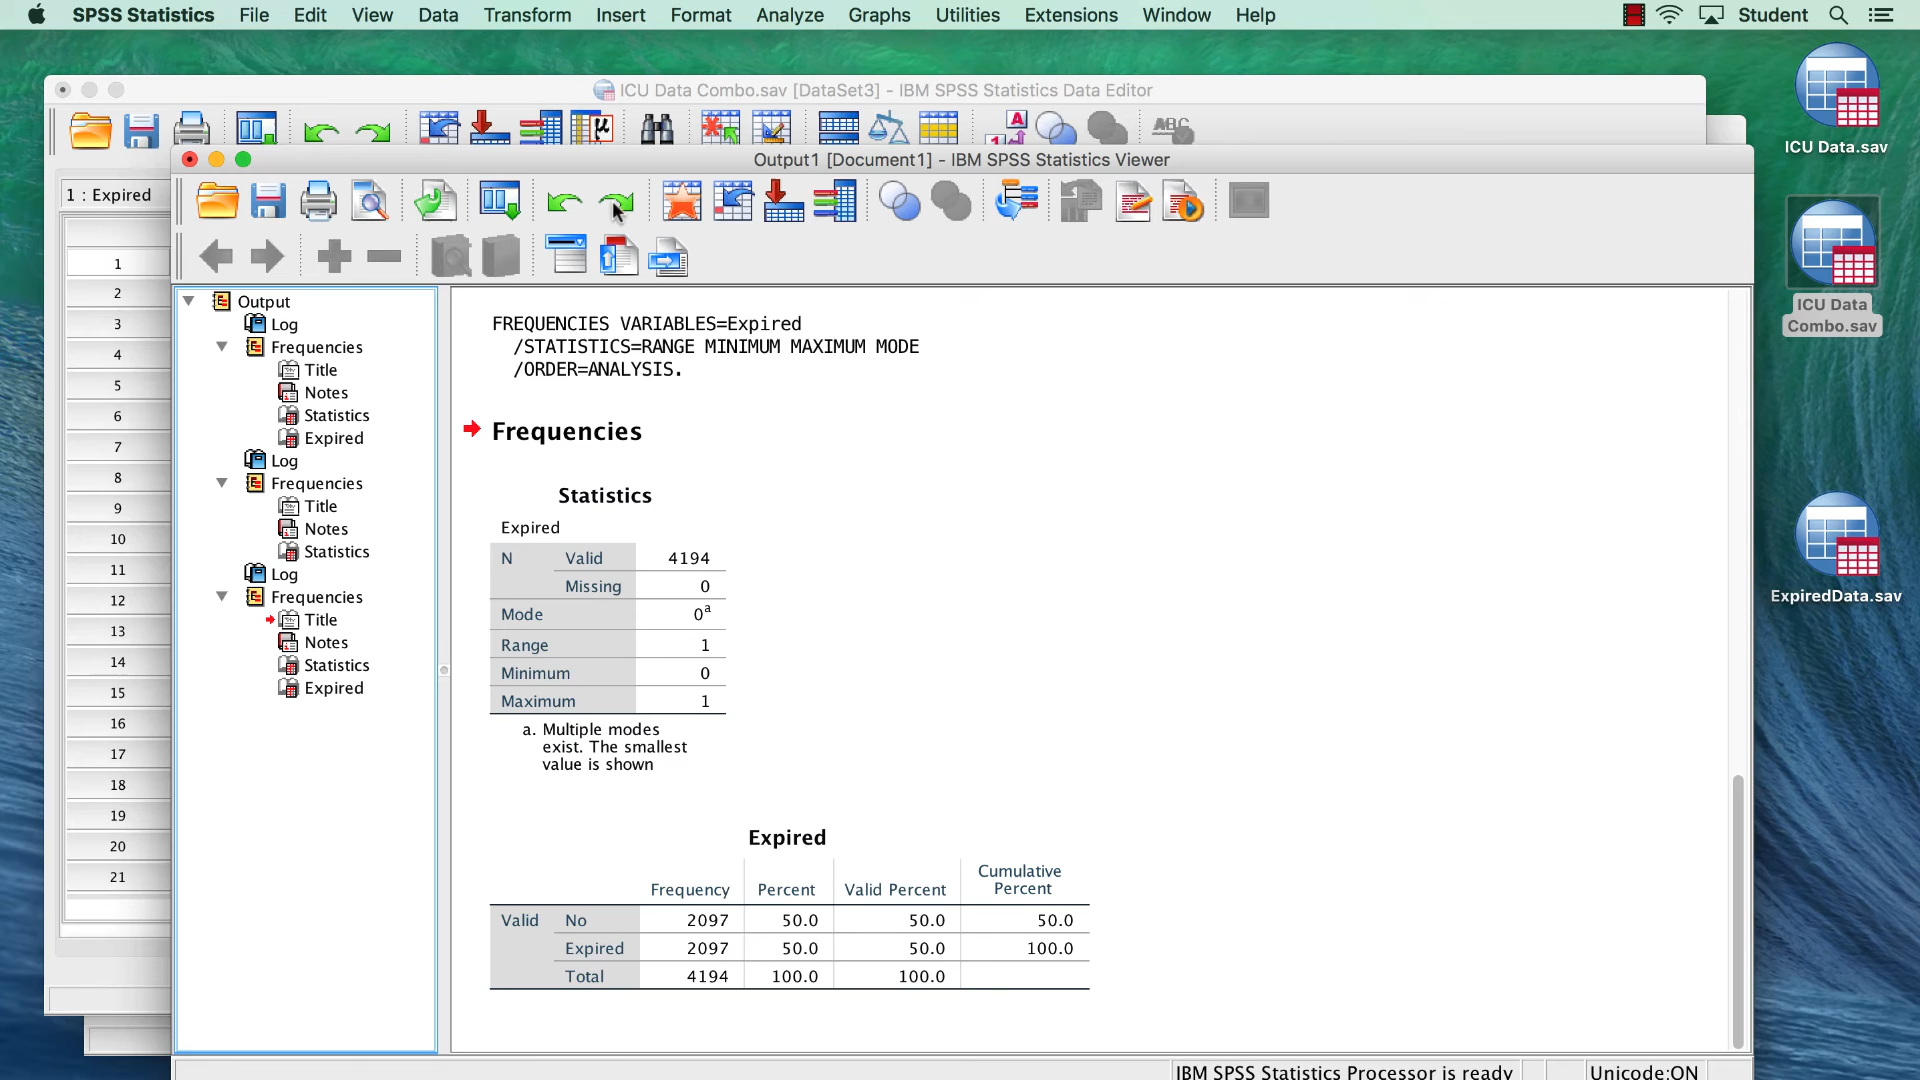 SPSS Statistics File Edit View Data Transform Insert Format Analyze Graphs Utilities Extensions Window Help Student
ICU Data Combo.sav [DataSet3] - IBM SPSS Statistics Data Editor
ICU Data.sav
Output1 [Document1] - IBM SPSS Statistics Viewer
1 : Expired
ICU Data
Combo.sav
ExpiredData.sav
1
2
3
4
5
6
7
8
9
10
11
12
13
14
15
16
17
18
19
20
21
Output
Log
Frequencies
Title
Notes
Statistics
Expired
Log
Frequencies
Title
Notes
Statistics
Log
Frequencies
Title
Notes
Statistics
Expired
FREQUENCIES VARIABLES=Expired
/STATISTICS=RANGE MINIMUM MAXIMUM MODE
/ORDER=ANALYSIS.
Frequencies
Statistics
Expired
N Valid 4194
Missing 0
Mode 0a
Range 1
Minimum 0
Maximum 1
a. Multiple modes
exist. The smallest
value is shown
Expired
Frequency Percent Valid Percent Cumulative Percent
Valid No 2097 50.0 50.0 50.0
Expired 2097 50.0 50.0 100.0
Total 4194 100.0 100.0
IBM SPSS Statistics Processor is ready Unicode:ON